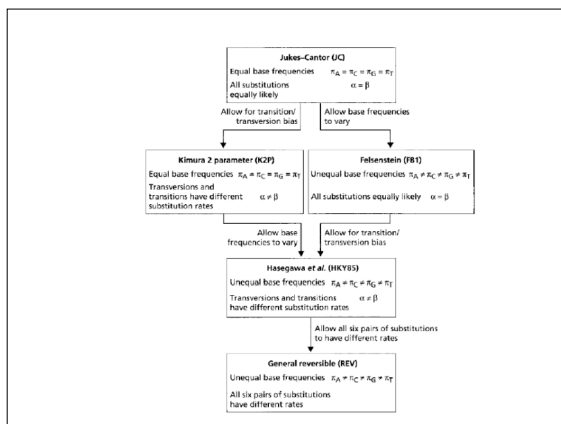 Jukes–Cantor (JC)
Equal base frequencies πA = πC = πG = πT
All substitutions α = β
equally likely
Allow for transition/
transversion bias
Allow base frequencies
to vary
Kimura 2 parameter (K2P)
Equal base frequencies πA = πC = πG = πT
Transversions and
transitions have different α ≠ β
substitution rates
Felsenstein (F81)
Unequal base frequencies πA ≠ πC ≠ πG ≠ πT
All substitutions equally likely α = β
Allow base
frequencies to vary
Allow for transition/
transversion bias
Hasegawa et al. (HKY85)
Unequal base frequencies πA ≠ πC ≠ πG ≠ πT
Transversions and transitions α ≠ β
have different substitution rates
Allow all six pairs of substitutions
to have different rates
General reversible (REV)
Unequal base frequencies πA ≠ πC ≠ πG ≠ πT
All six pairs of substitutions
have different rates